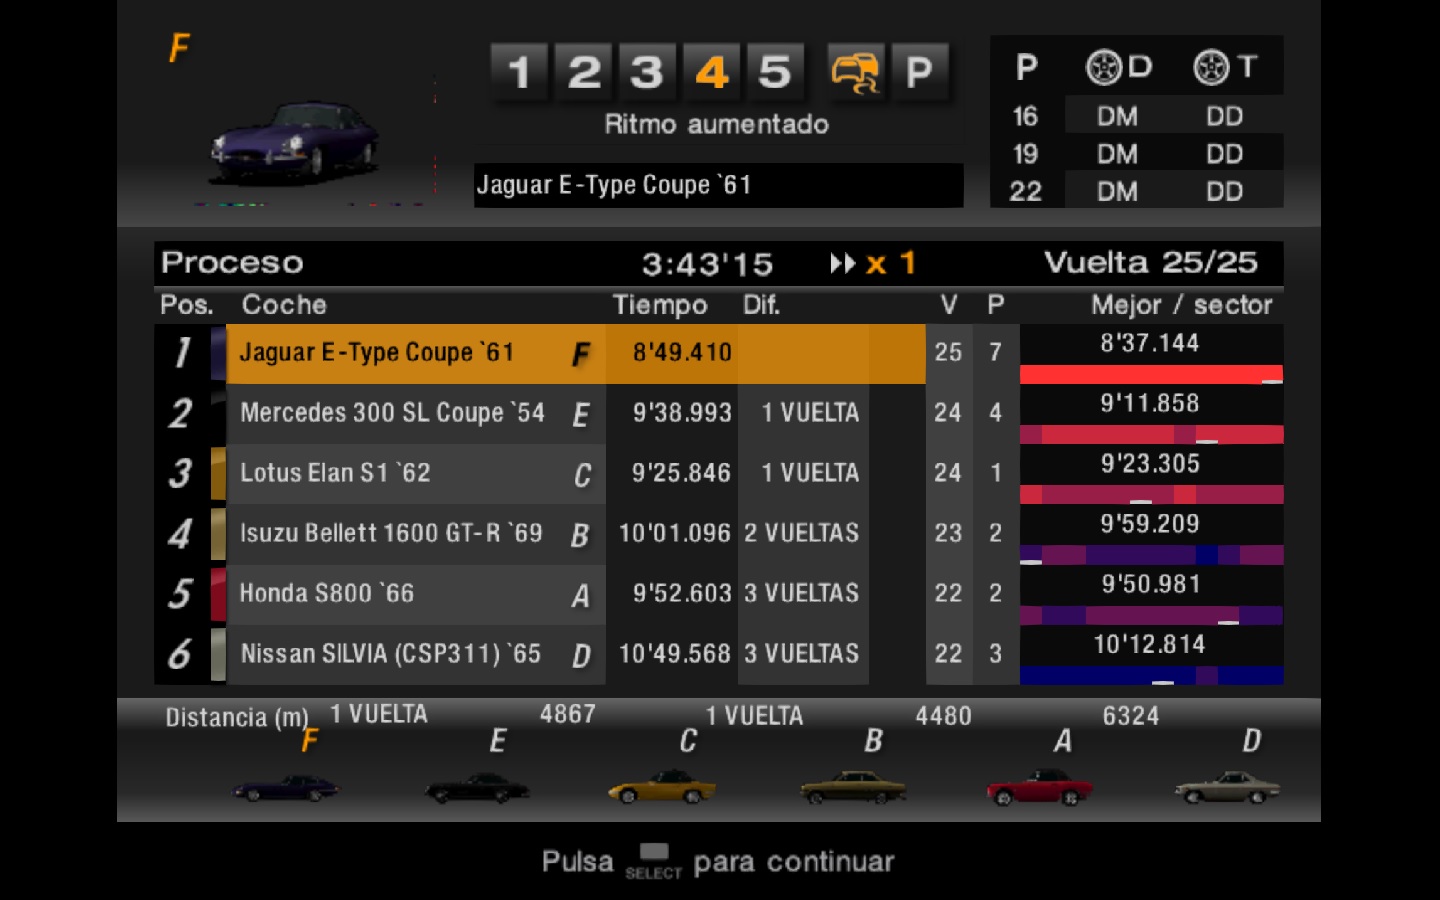 F
1 2 3 4 5 P
Ritmo aumentado
Jaguar E-Type Coupe `61
P D T
16 DM DD
19 DM DD
22 DM DD
Proceso 3:43'15 x 1 Vuelta 25/25
Pos. Coche Tiempo Dif. V P Mejor / sector
1 Jaguar E-Type Coupe `61 F 8'49.410 25 7 8'37.144
2 Mercedes 300 SL Coupe `54 E 9'38.993 1 VUELTA 24 4 9'11.858
3 Lotus Elan S1 `62 C 9'25.846 1 VUELTA 24 1 9'23.305
4 Isuzu Bellett 1600 GT-R `69 B 10'01.096 2 VUELTAS 23 2 9'59.209
5 Honda S800 `66 A 9'52.603 3 VUELTAS 22 2 9'50.981
6 Nissan SILVIA (CSP311) `65 D 10'49.568 3 VUELTAS 22 3 10'12.814
Distancia (m) 1 VUELTA 4867 1 VUELTA 4480 6324
F E C B A D
Pulsa SELECT para continuar